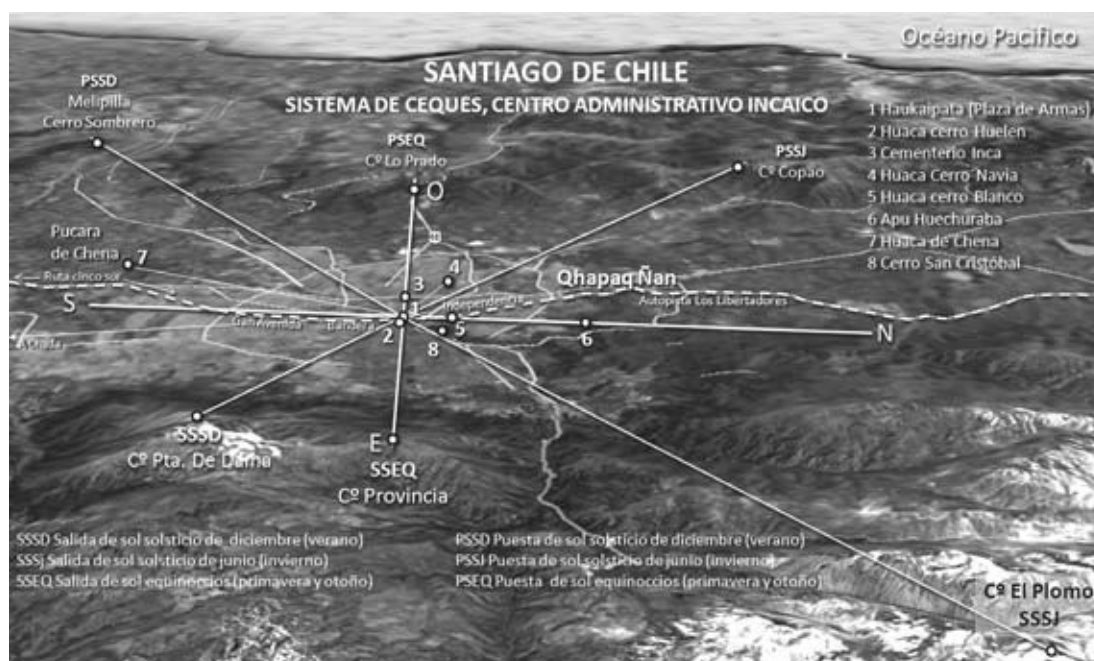 Océano Pacífico
SANTIAGO DE CHILE
SISTEMA DE CEQUES, CENTRO ADMINISTRATIVO INCAICO
PSSD
Melipilla
Cerro Sombrero
PSEQ
Cº Lo Prado
O
PSSJ
Cº Copao
1 Haukaipata (Plaza de Armas)
2 Huaca cerro Huelen
3 Cementerio Inca
4 Huaca Cerro Navia
5 Huaca cerro Blanco
6 Apu Huechuraba
7 Huaca de Chena
8 Cerro San Cristóbal
Pucara
de Chena
7
Ruta cinco sur
4
3
Qhapaq Ñan
Independencia
Autopista Los Libertadores
S
1
Gran Avenida
Bandera
2
5
8
6
N
SSSD
Cº Pta. De Dama
E
SSEQ
Cº Provincia
SSSD Salida de sol solsticio de diciembre (verano)
SSSj Salida de sol solsticio de junio (invierno)
SSEQ Salida de sol equinoccios (primavera y otoño)
PSSD Puesta de sol solsticio de diciembre (verano)
PSSJ Puesta de sol solsticio de junio (invierno)
PSEQ Puesta de sol equinoccios (primavera y otoño)
Cº El Plomo
SSSJ